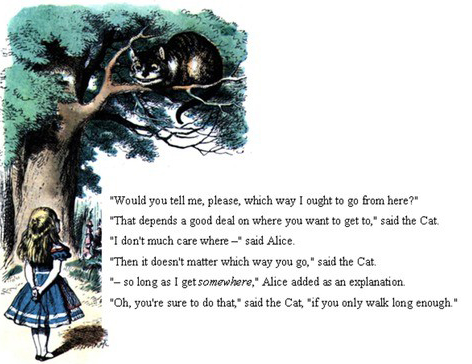 "Would you tell me, please, which way I ought to go from here?"
"That depends a good deal on where you want to get to," said the Cat.
"I don't much care where –" said Alice.
"Then it doesn't matter which way you go," said the Cat.
"– so long as I get somewhere," Alice added as an explanation.
"Oh, you're sure to do that," said the Cat, "if you only walk long enough."